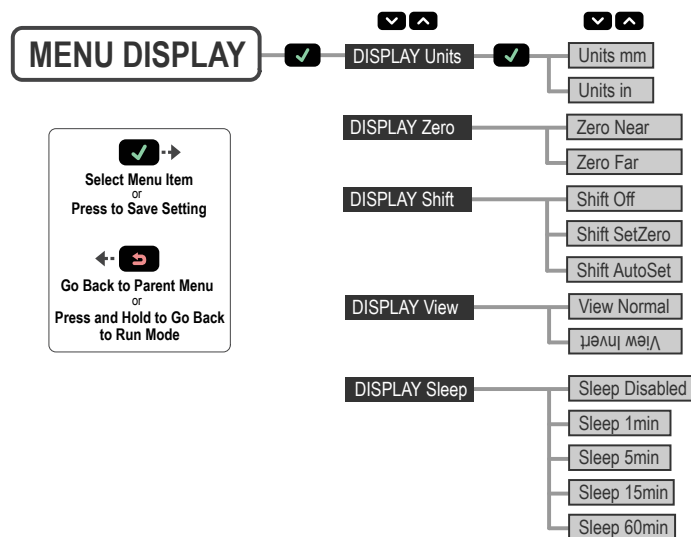 MENU DISPLAY
DISPLAY Units
Units mm
Units in
DISPLAY Zero
Zero Near
Zero Far
DISPLAY Shift
Shift Off
Shift SetZero
Shift AutoSet
DISPLAY View
View Normal
View Invert
DISPLAY Sleep
Sleep Disabled
Sleep 1min
Sleep 5min
Sleep 15min
Sleep 60min
Select Menu Item
or
Press to Save Setting
Go Back to Parent Menu
or
Press and Hold to Go Back
to Run Mode